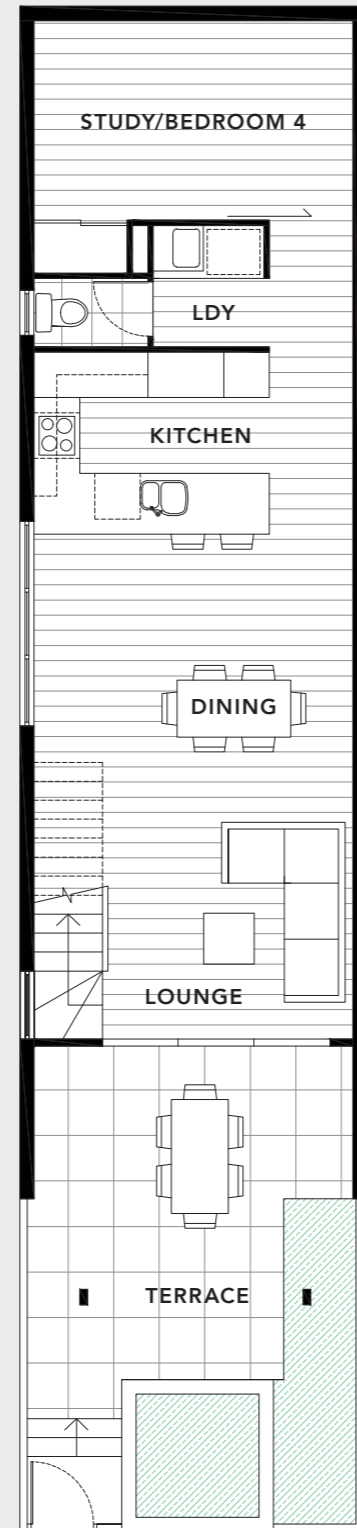 STUDY/BEDROOM 4
LDY
KITCHEN
DINING
LOUNGE
TERRACE